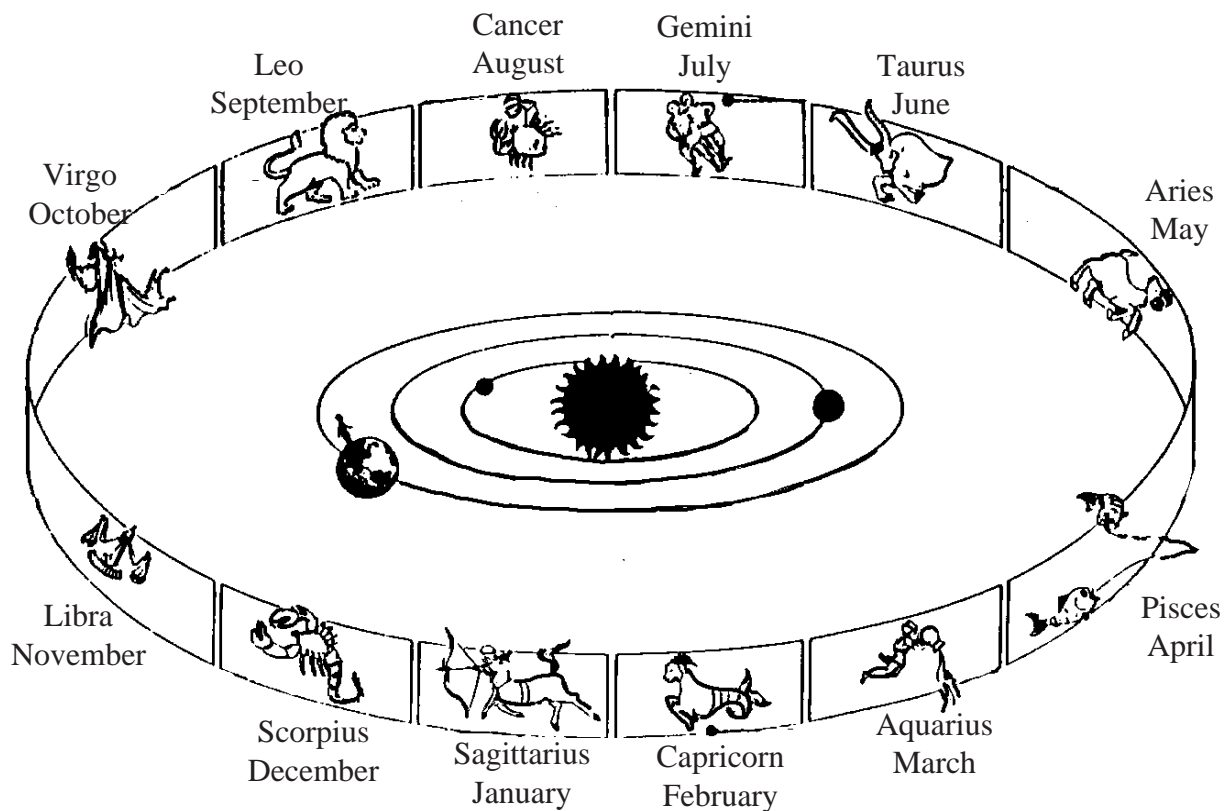 Cancer
August
Gemini
July
Leo
September
Taurus
June
Virgo
October
Aries
May
Libra
November
Pisces
April
Scorpius
December
Sagittarius
January
Capricorn
February
Aquarius
March